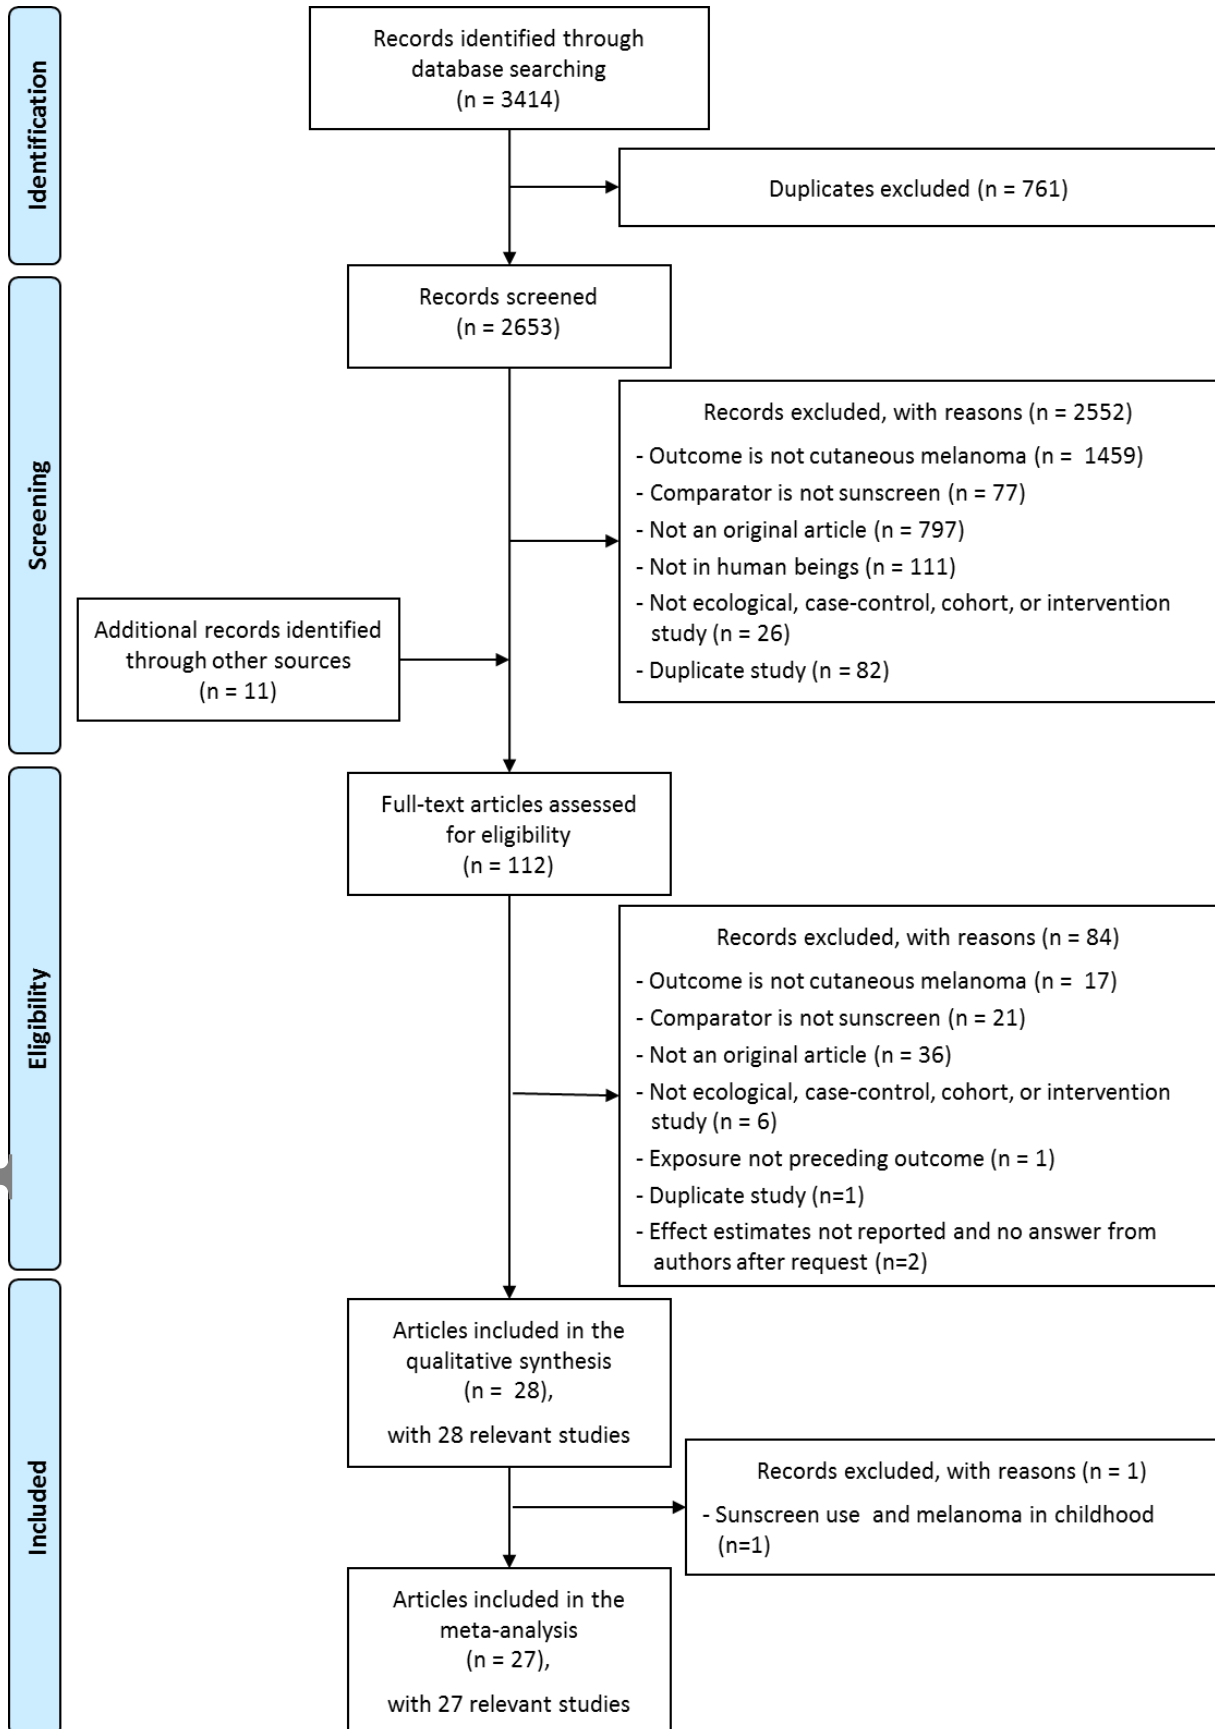 Identification
Records identified through
database searching
(n = 3414)
Duplicates excluded (n = 761)
Screening
Records screened
(n = 2653)
Records excluded, with reasons (n = 2552)
- Outcome is not cutaneous melanoma (n =  1459)
- Comparator is not sunscreen (n = 77)
- Not an original article (n = 797)
- Not in human beings (n = 111)
- Not ecological, case-control, cohort, or intervention
study (n = 26)
- Duplicate study (n = 82)
Additional records identified
through other sources
(n = 11)
Eligibility
Full-text articles assessed
for eligibility
(n = 112)
Records excluded, with reasons (n = 84)
- Outcome is not cutaneous melanoma (n =  17)
- Comparator is not sunscreen (n = 21)
- Not an original article (n = 36)
- Not ecological, case-control, cohort, or intervention
study (n = 6)
- Exposure not preceding outcome (n = 1)
- Duplicate study (n=1)
- Effect estimates not reported and no answer from
authors after request (n=2)
Included
Articles included in the
qualitative synthesis
(n =  28),
with 28 relevant studies
Records excluded, with reasons (n = 1)
- Sunscreen use  and melanoma in childhood
(n=1)
Articles included in the
meta-analysis
(n = 27),
with 27 relevant studies